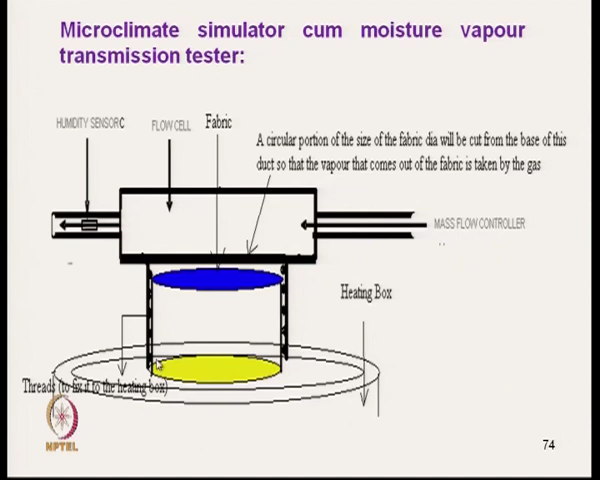 Microclimate simulator cum moisture vapour
transmission tester:
HUMIDITY SENSORC
FLOW CELL
Fabric
A circular portion of the size of the fabric dia will be cut from the base of this
duct so that the vapour that comes out of the fabric is taken by the gas
MASS FLOW CONTROLLER
Heating Box
Threads (to fix it to the heating box)
NPTEL
74